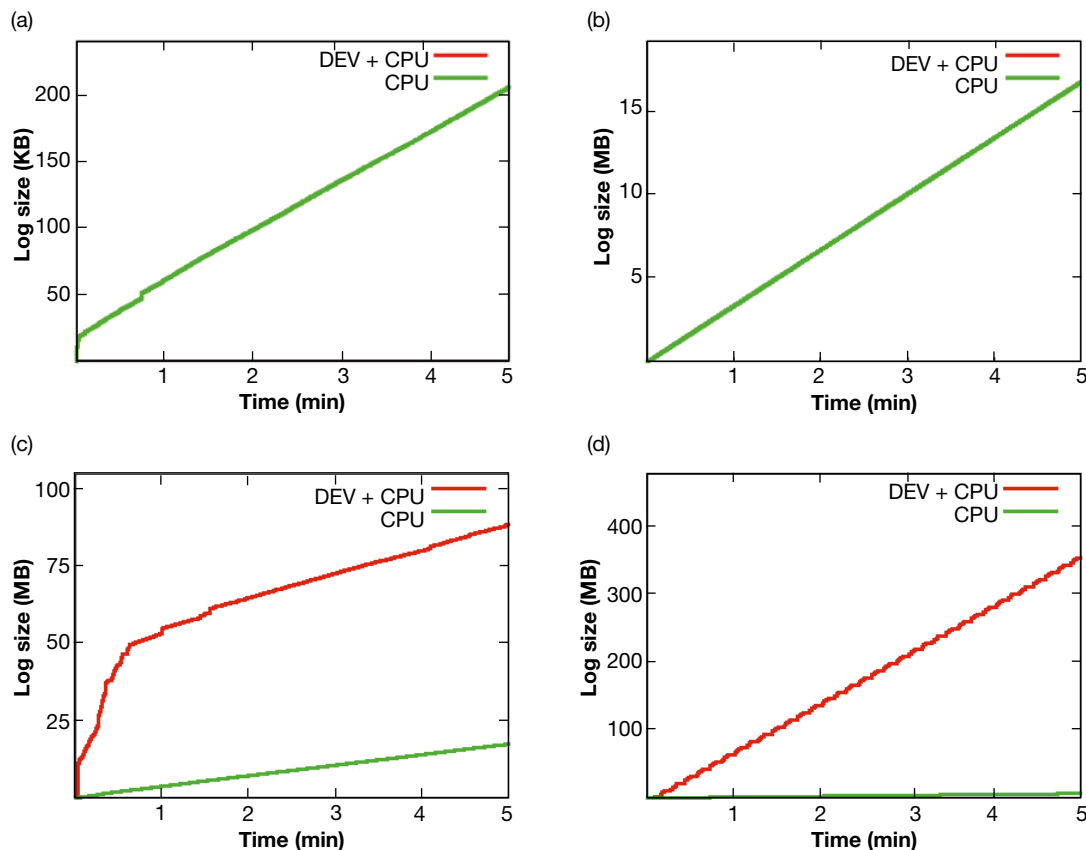 (a)
DEV + CPU
CPU
200
150
100
50
Log size (KB)
1 2 3 4 5
Time (min)
(b)
DEV + CPU
CPU
15
10
5
Log size (MB)
1 2 3 4 5
Time (min)
(c)
DEV + CPU
CPU
100
75
50
25
Log size (MB)
1 2 3 4 5
Time (min)
(d)
DEV + CPU
CPU
400
300
200
100
Log size (MB)
1 2 3 4 5
Time (min)